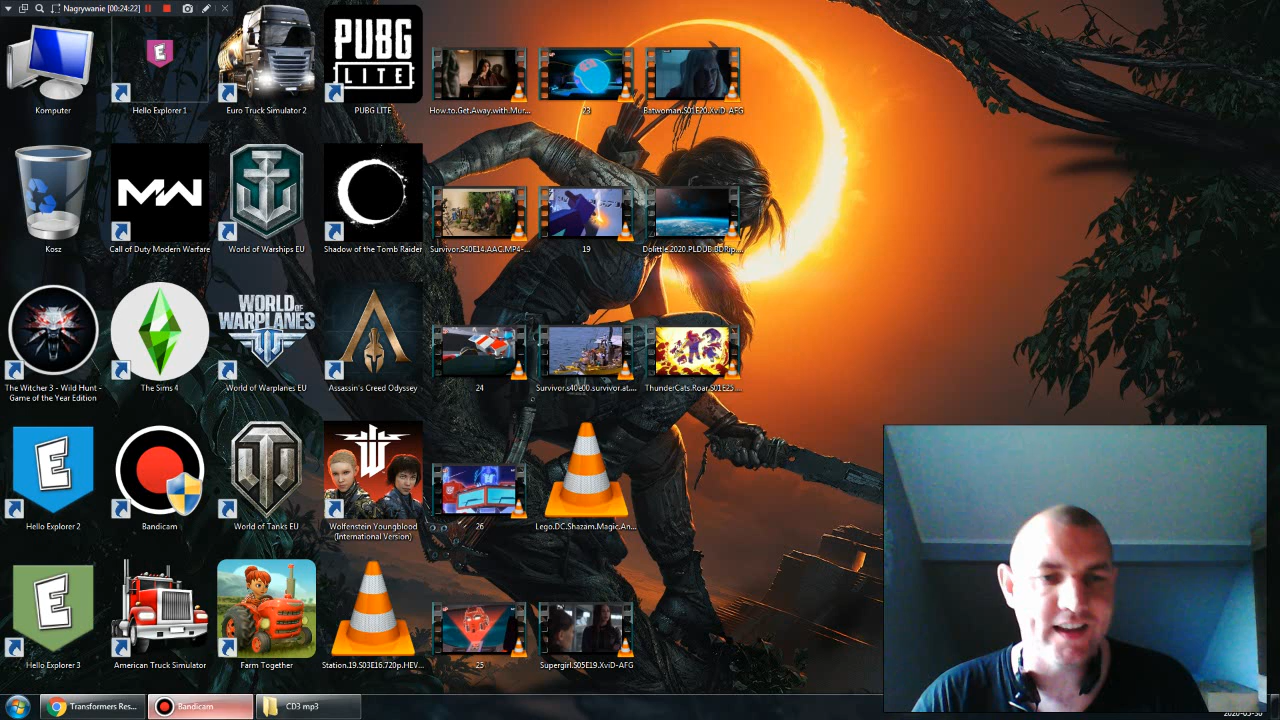 Nagrywanie [00:24:22]
PUBG
LITE
Komputer
Hello Explorer 1
Euro Truck Simulator 2
PUBG LITE
How.to.Get.Away.with.Mur...
23
Batwoman.S01E20.XviD-AFG
MW
WORLD OF
WARPLANES
Kosz
Call of Duty Modern Warfare
World of Warships EU
Shadow of the Tomb Raider
Survivor.S40E14.AAC.MP4-...
19
Dolittle.2020.PLDUB.BDRip....
The Witcher 3 - Wild Hunt -
Game of the Year Edition
The Sims 4
World of Warplanes EU
Assassin's Creed Odyssey
24
Survivor.s40e00.survivor.at....
ThunderCats.Roar.S01E25....
Hello Explorer 2
Bandicam
World of Tanks EU
Wolfenstein Youngblood
(International Version)
26
Lego.DC.Shazam.Magic.An...
Hello Explorer 3
American Truck Simulator
Farm Together
Station.19.S03E16.720p.HEV...
25
Supergirl.S05E19.XviD-AFG
Transformers Res...
Bandicam
CD3 mp3